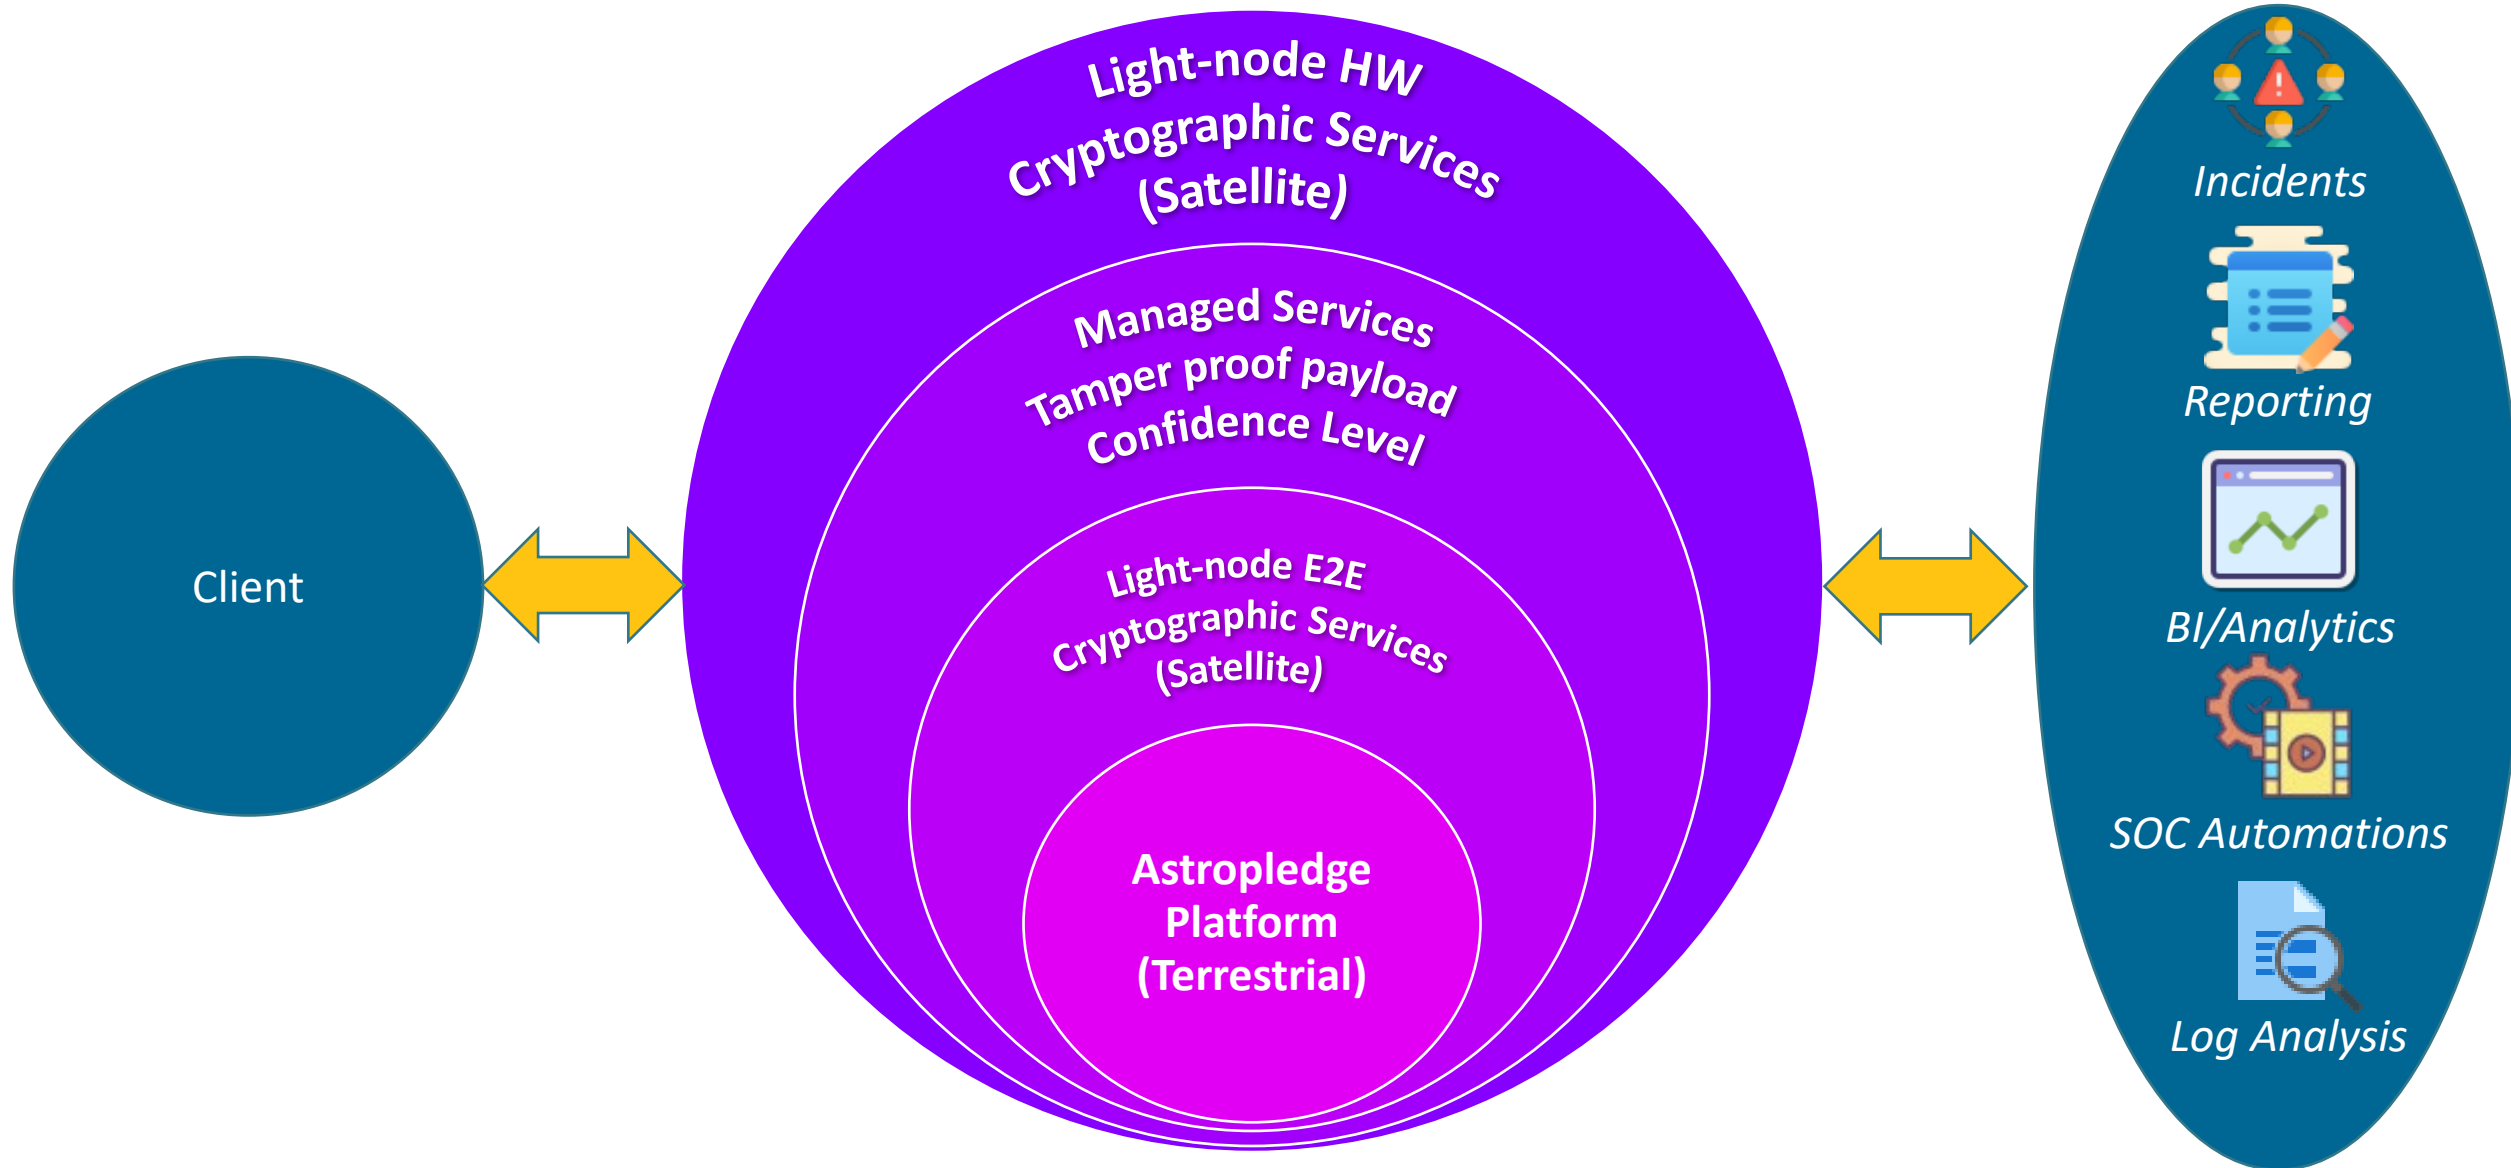 Client
Light-node HW
Cryptographic Services
(Satellite)
Managed Services
Tamper proof payload
Confidence Level
Light-node E2E
Cryptographic Services
(Satellite)
Astropledge
Platform
(Terrestrial)
Incidents
Reporting
BI/Analytics
SOC Automations
Log Analysis